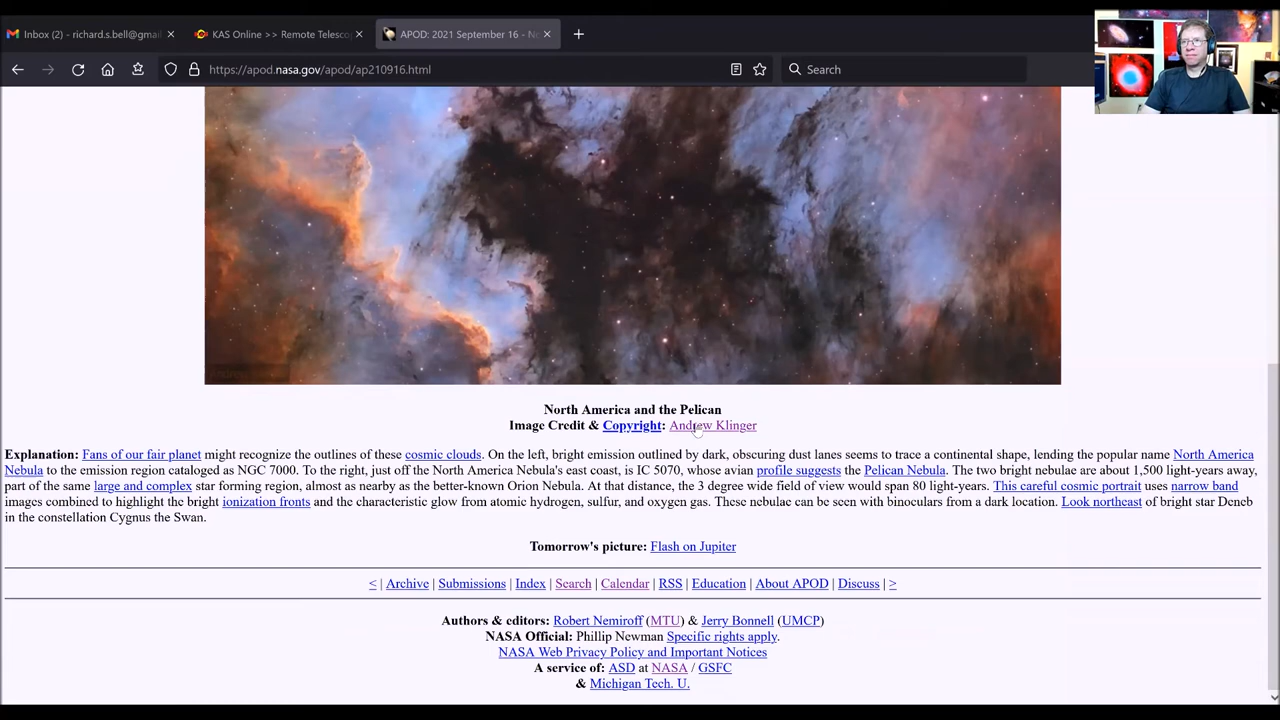 Inbox (2) - richard.s.bell@gmai
KAS Online >> Remote Telesco
APOD: 2021 September 16 - No
https://apod.nasa.gov/apod/ap210916.html
Search
North America and the Pelican
Image Credit & Copyright: Andrew Klinger
Explanation: Fans of our fair planet might recognize the outlines of these cosmic clouds. On the left, bright emission outlined by dark, obscuring dust lanes seems to trace a continental shape, lending the popular name North America
Nebula to the emission region cataloged as NGC 7000. To the right, just off the North America Nebula's east coast, is IC 5070, whose avian profile suggests the Pelican Nebula. The two bright nebulae are about 1,500 light-years away,
part of the same large and complex star forming region, almost as nearby as the better-known Orion Nebula. At that distance, the 3 degree wide field of view would span 80 light-years. This careful cosmic portrait uses narrow band
images combined to highlight the bright ionization fronts and the characteristic glow from atomic hydrogen, sulfur, and oxygen gas. These nebulae can be seen with binoculars from a dark location. Look northeast of bright star Deneb
in the constellation Cygnus the Swan.
Tomorrow's picture: Flash on Jupiter
< | Archive | Submissions | Index | Search | Calendar | RSS | Education | About APOD | Discuss | >
Authors & editors: Robert Nemiroff (MTU) & Jerry Bonnell (UMCP)
NASA Official: Phillip Newman Specific rights apply.
NASA Web Privacy Policy and Important Notices
A service of: ASD at NASA / GSFC
& Michigan Tech. U.